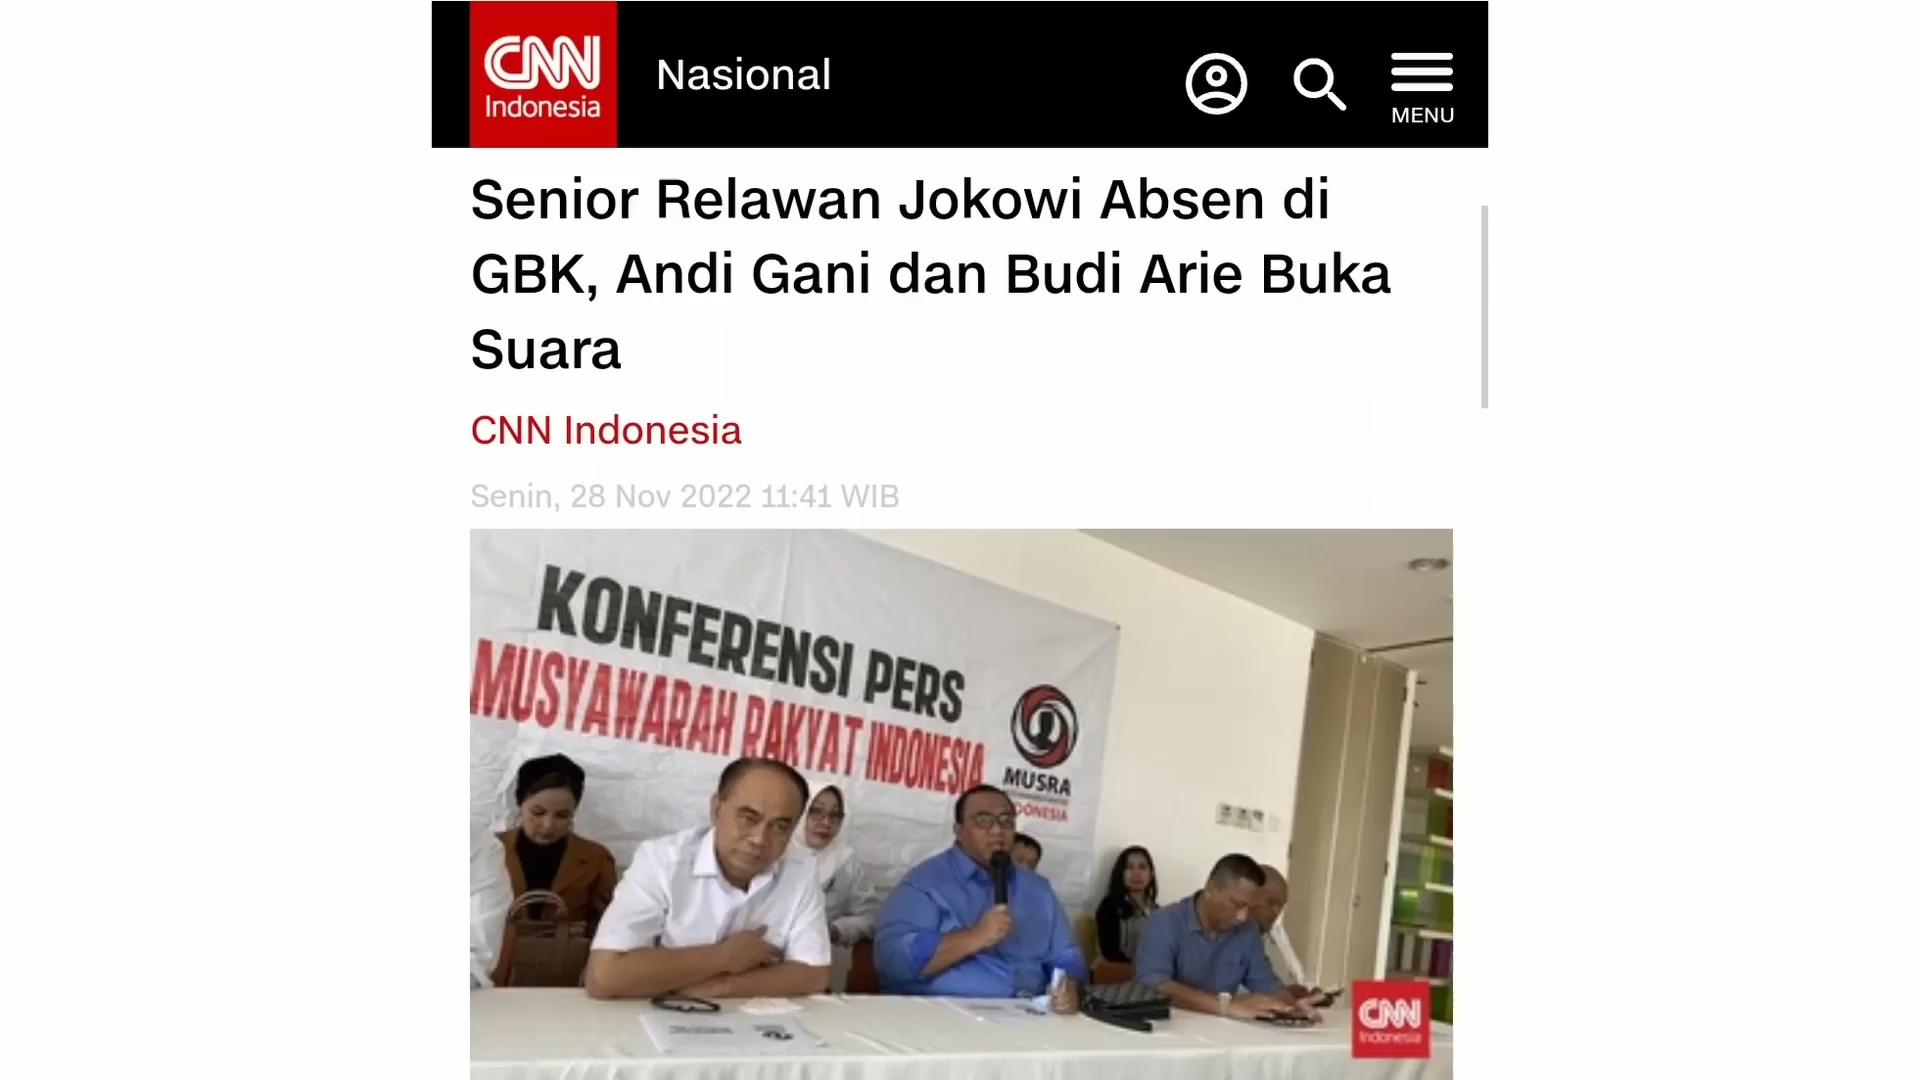 CNN
Indonesia
Nasional
MENU
Senior Relawan Jokowi Absen di
GBK, Andi Gani dan Budi Arie Buka
Suara
CNN Indonesia
Senin, 28 Nov 2022 11:41 WIB
KONFERENSI PERS
MUSYAWARAH RAKYAT INDONESIA
MUSRA
INDONESIA
CNN
Indonesia